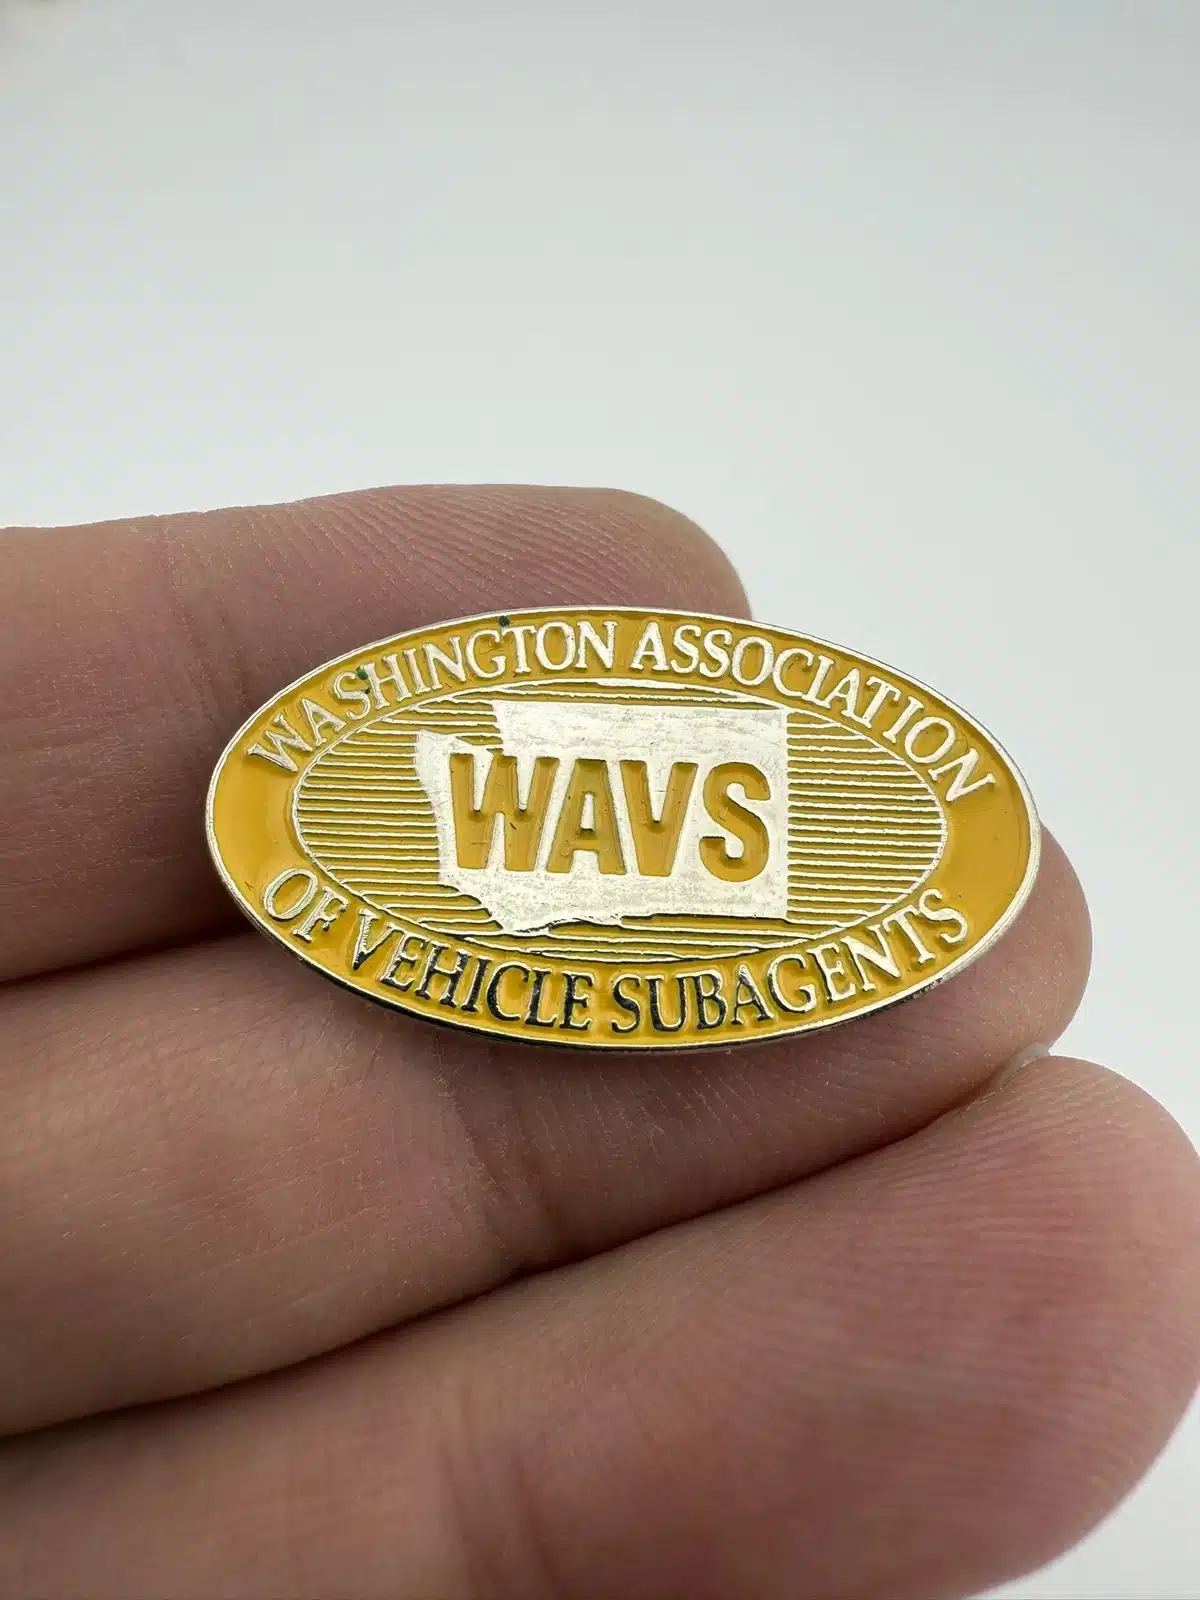 WASHINGTON ASSOCIATION
WAVS
OF VEHICLE SUBAGENTS